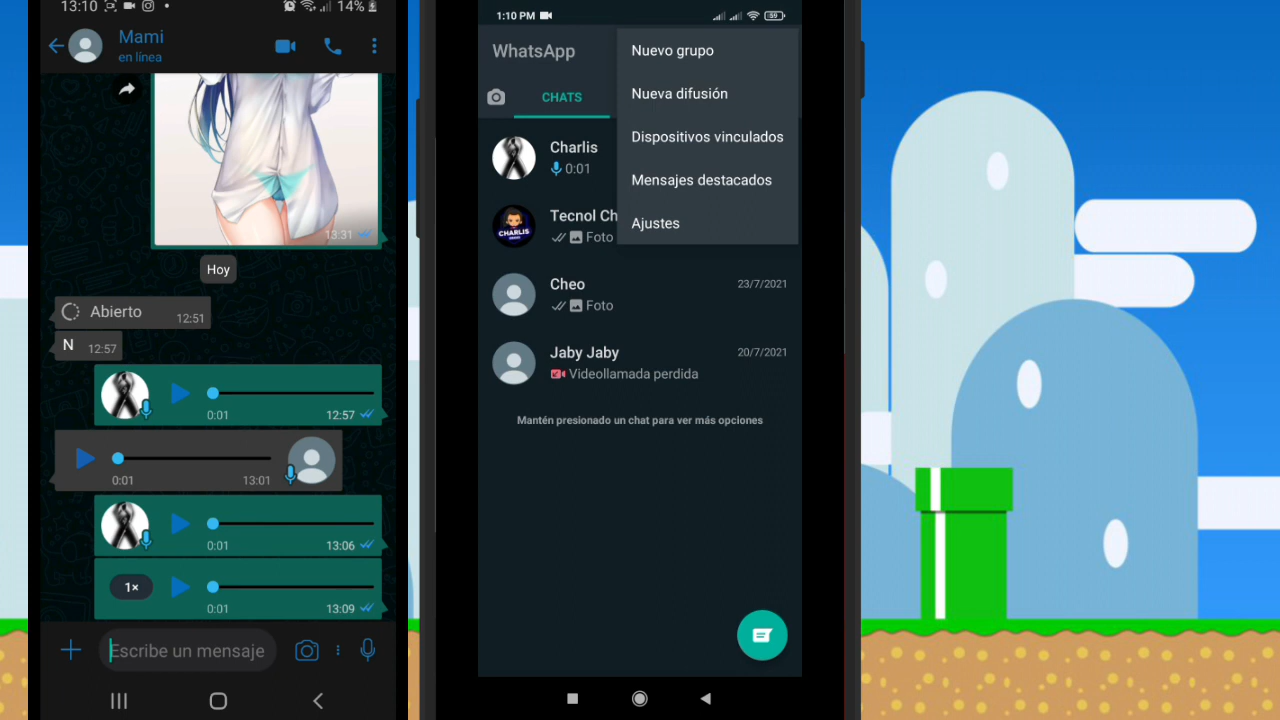 13:10
14%
Mami
en línea
13:31
Hoy
Abierto
12:51
N
12:57
0:01
12:57
0:01
13:01
0:01
13:06
1×
0:01
13:09
Escribe un mensaje
1:10 PM
59
WhatsApp
CHATS
Nuevo grupo
Nueva difusión
Dispositivos vinculados
Mensajes destacados
Ajustes
Charlis
0:01
Tecnol Ch
CHARLIS
Foto
Cheo
23/7/2021
Foto
Jaby Jaby
20/7/2021
Videollamada perdida
Mantén presionado un chat para ver más opciones